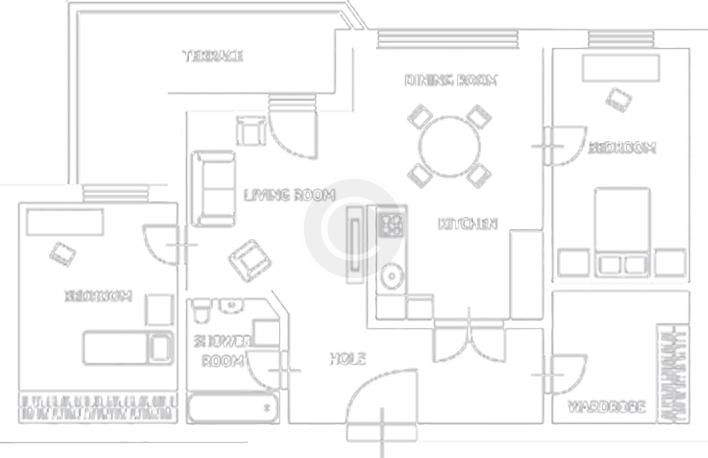 TERRACE
DINING ROOM
BEDROOM
LIVING ROOM
KITCHEN
BEDROOM
SHOWER
ROOM
HOLE
WARDROBE
C